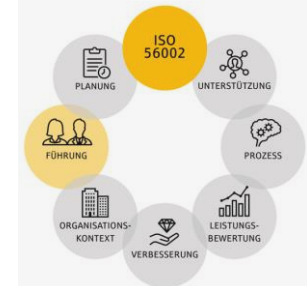 ISO
56002
PLANUNG
UNTERSTÜTZUNG
FÜHRUNG
PROZESS
ORGANISATIONS-
KONTEXT
LEISTUNGS-
BEWERTUNG
VERBESSERUNG